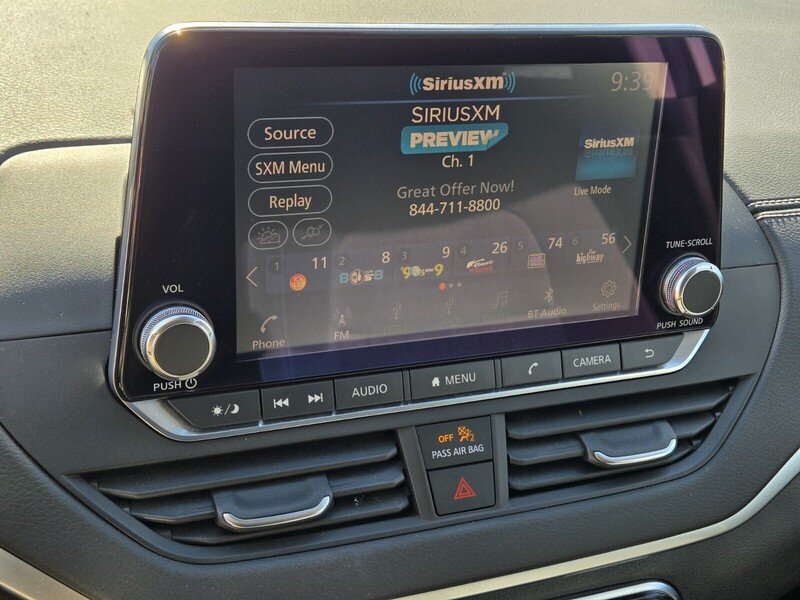 SiriusXM
9:39
SIRIUSXM
PREVIEW
Ch. 1
Great Offer Now!
844-711-8800
Source
SXM Menu
Replay
SiriusXM
Live Mode
1 11
2 8
3 9
4 26
5 74
6 56
highway
Phone
FM
BT Audio
Settings
VOL
PUSH
TUNE·SCROLL
PUSH SOUND
AUDIO
MENU
CAMERA
OFF 2
PASS AIR BAG